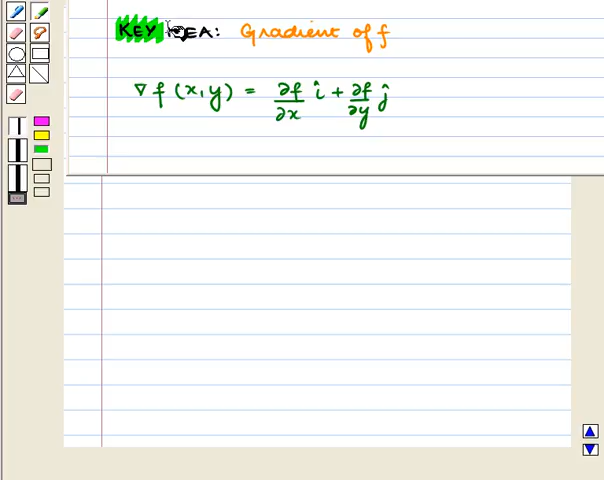 KEY IDEA: Gradient of f
∇ f (x, y) = ∂f/∂x î + ∂f/∂y ĵ